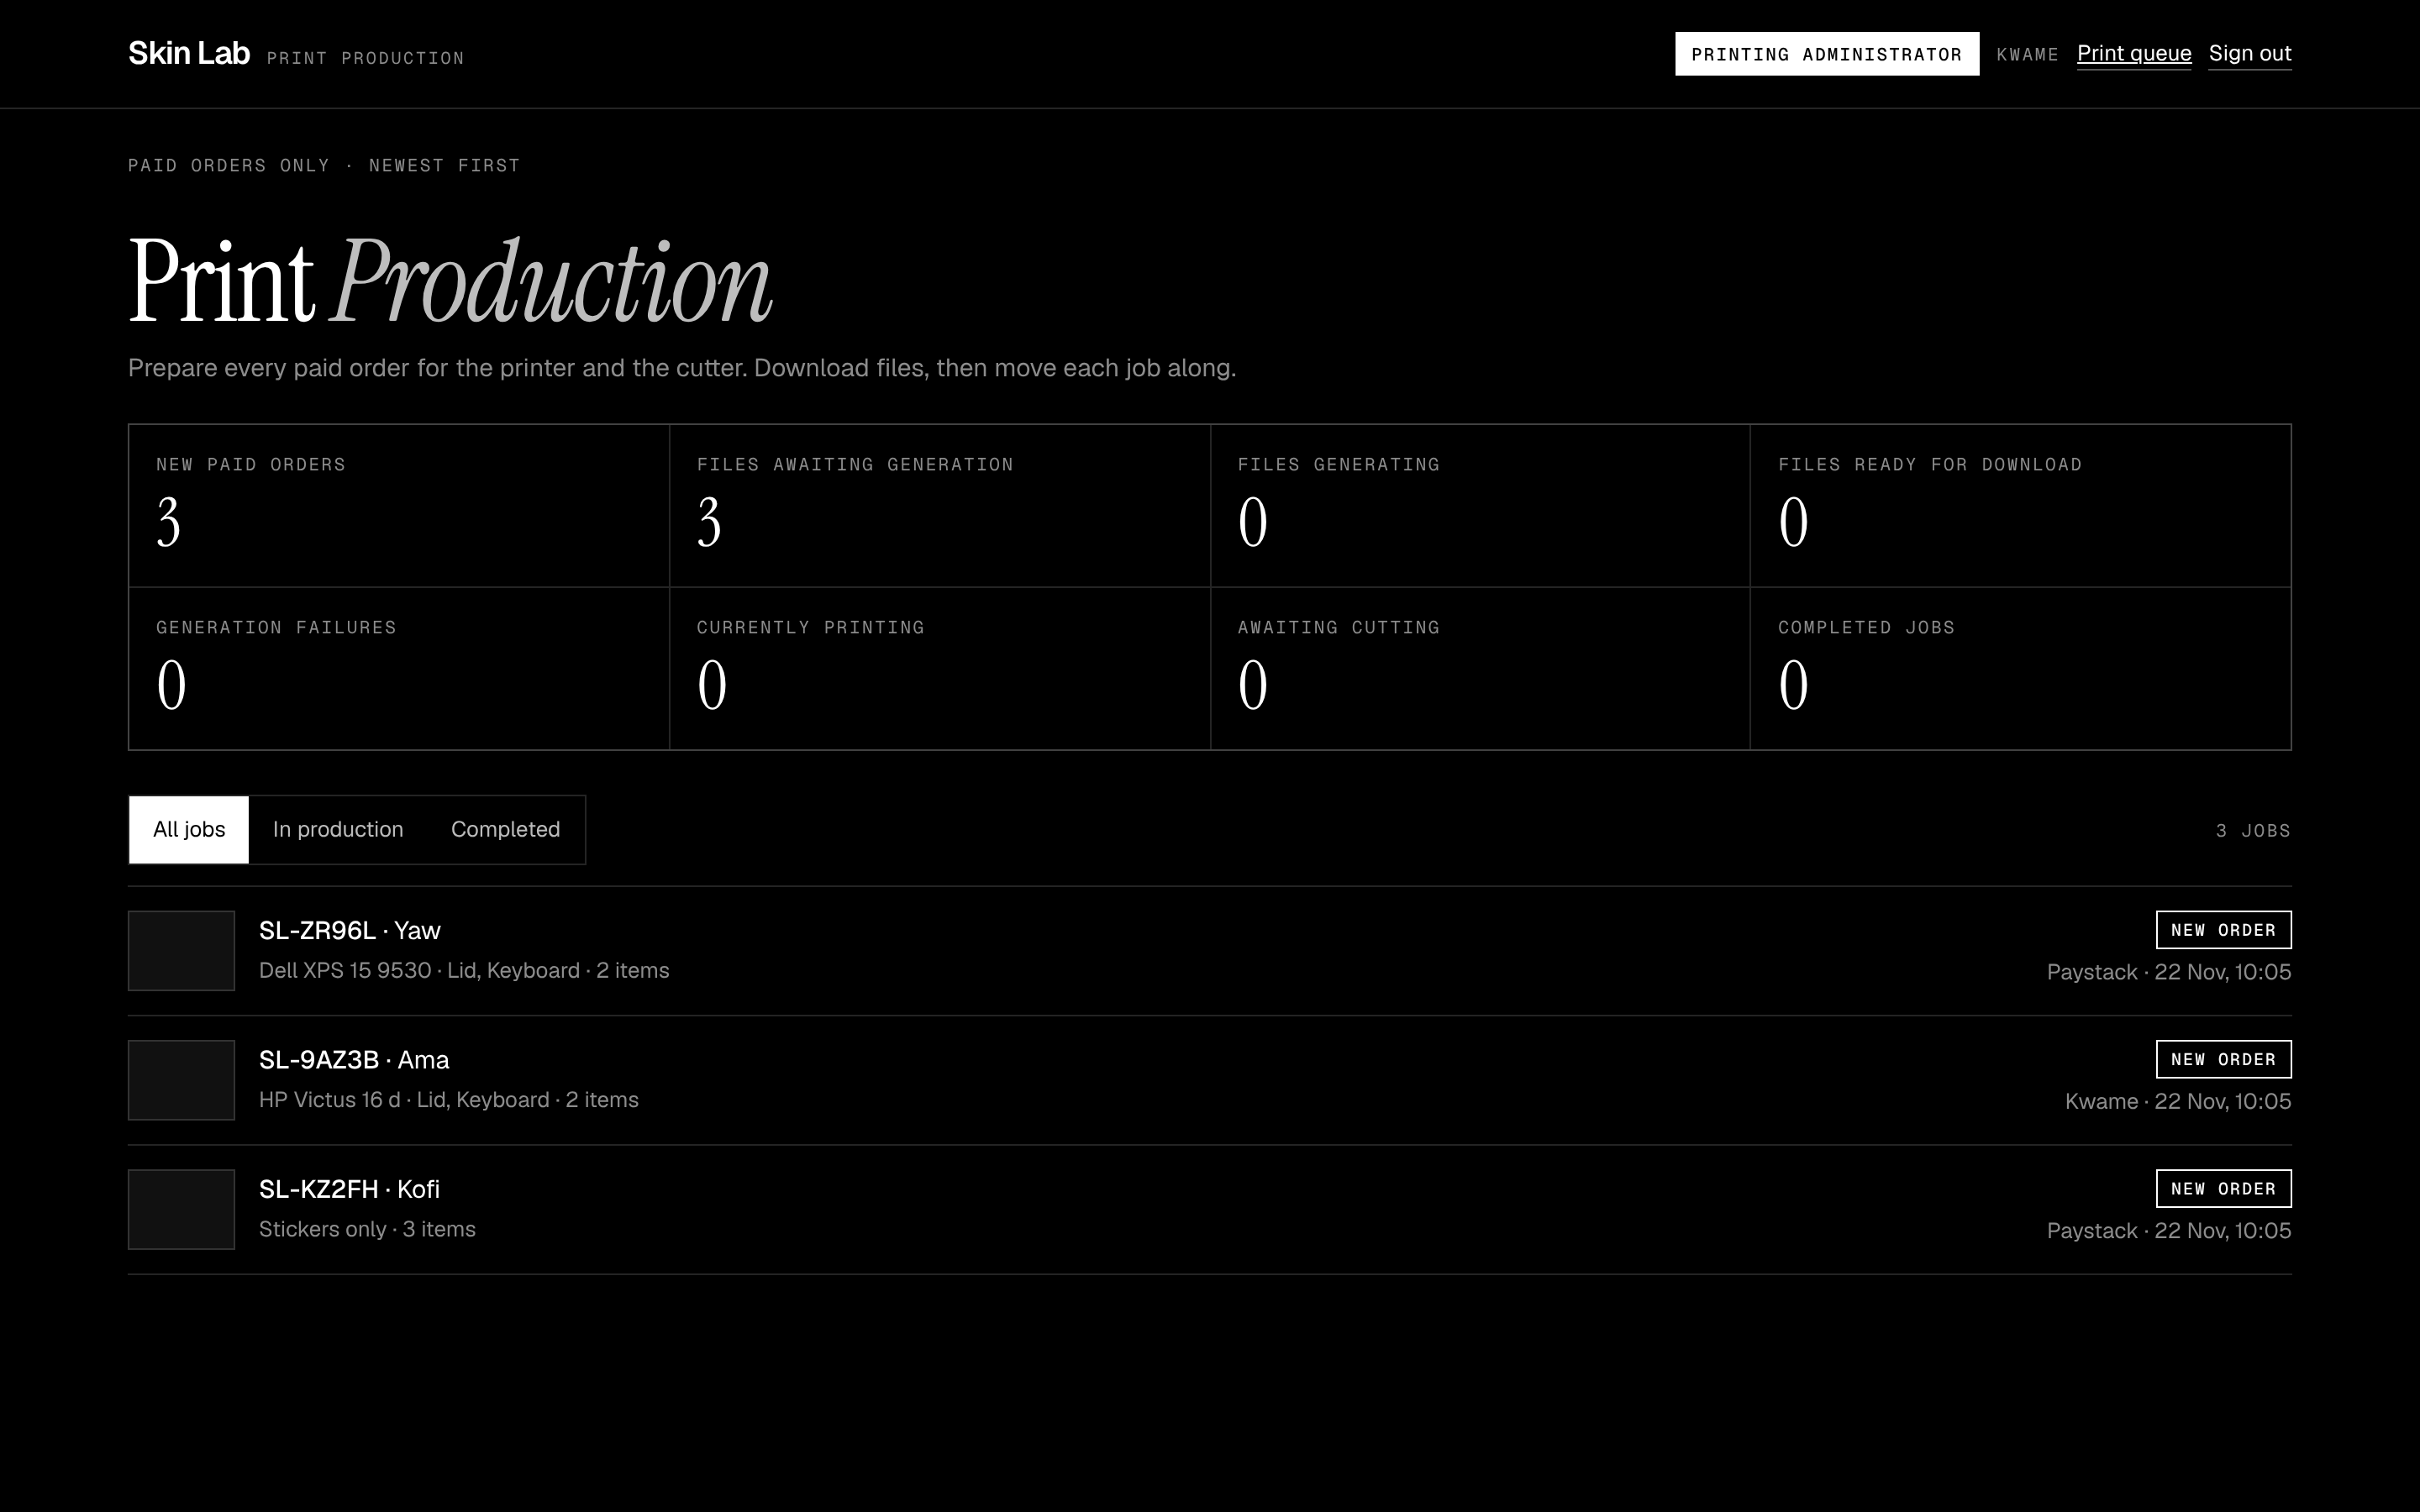 Skin Lab PRINT PRODUCTION
PRINTING ADMINISTRATOR KWAME Print queue Sign out
PAID ORDERS ONLY · NEWEST FIRST
Print Production
Prepare every paid order for the printer and the cutter. Download files, then move each job along.
NEW PAID ORDERS
3
FILES AWAITING GENERATION
3
FILES GENERATING
0
FILES READY FOR DOWNLOAD
0
GENERATION FAILURES
0
CURRENTLY PRINTING
0
AWAITING CUTTING
0
COMPLETED JOBS
0
All jobs In production Completed
3 JOBS
SL-ZR96L · Yaw
Dell XPS 15 9530 · Lid, Keyboard · 2 items
NEW ORDER
Paystack · 22 Nov, 10:05
SL-9AZ3B · Ama
HP Victus 16 d · Lid, Keyboard · 2 items
NEW ORDER
Kwame · 22 Nov, 10:05
SL-KZ2FH · Kofi
Stickers only · 3 items
NEW ORDER
Paystack · 22 Nov, 10:05